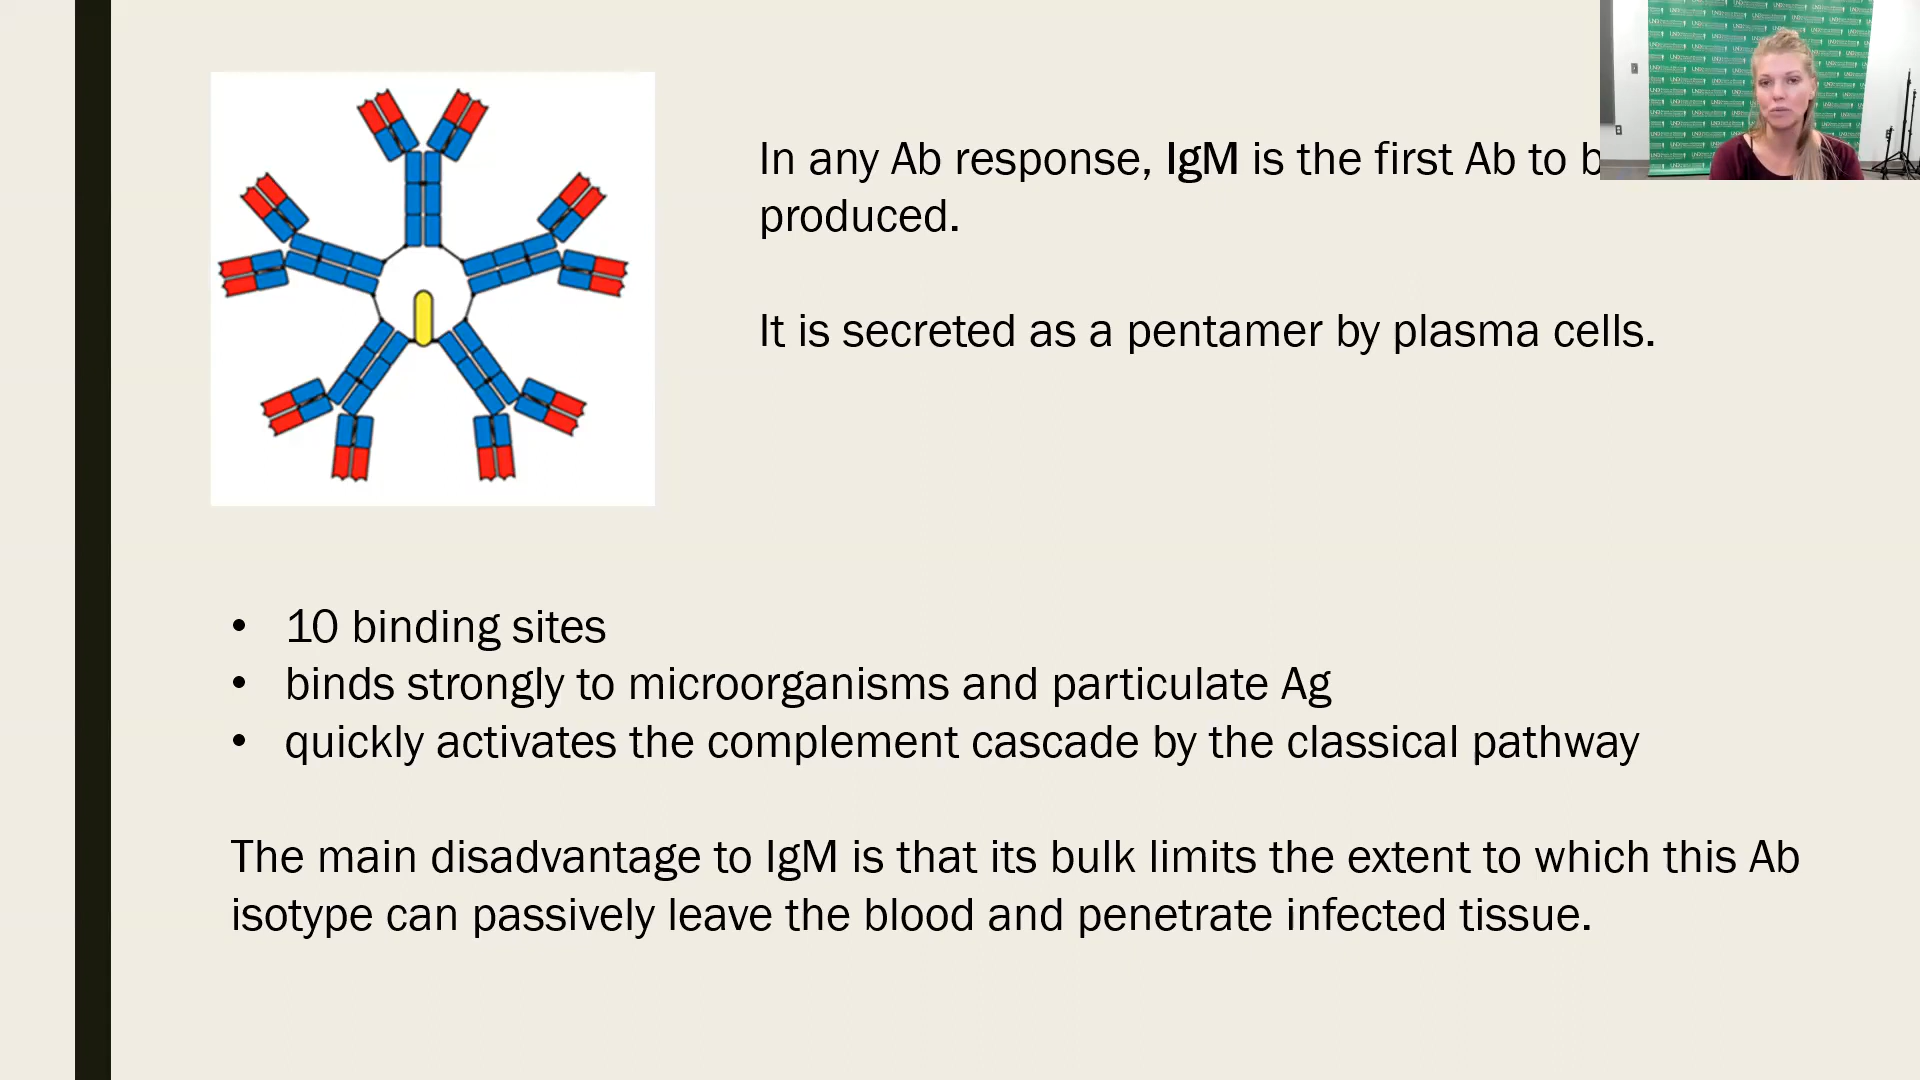 In any Ab response, IgM is the first Ab to
produced.
It is secreted as a pentamer by plasma cells.
• 10 binding sites
• binds strongly to microorganisms and particulate Ag
• quickly activates the complement cascade by the classical pathway
The main disadvantage to IgM is that its bulk limits the extent to which this Ab
isotype can passively leave the blood and penetrate infected tissue.